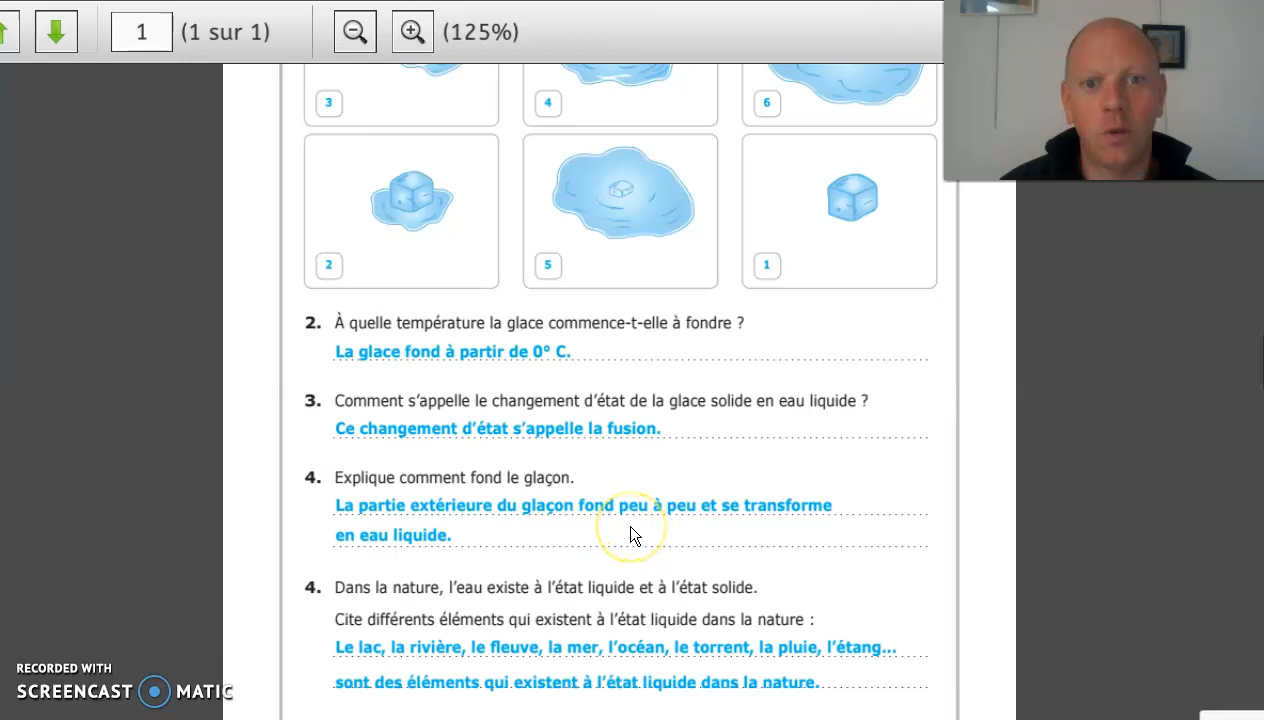 1 (1 sur 1) (125%)
3 4 6
2 5 1
2. À quelle température la glace commence-t-elle à fondre ?
La glace fond à partir de 0° C.
3. Comment s'appelle le changement d'état de la glace solide en eau liquide ?
Ce changement d'état s'appelle la fusion.
4. Explique comment fond le glaçon.
La partie extérieure du glaçon fond peu à peu et se transforme
en eau liquide.
4. Dans la nature, l'eau existe à l'état liquide et à l'état solide.
Cite différents éléments qui existent à l'état liquide dans la nature :
Le lac, la rivière, le fleuve, la mer, l'océan, le torrent, la pluie, l'étang...
sont des éléments qui existent à l'état liquide dans la nature.
RECORDED WITH
SCREENCAST MATIC